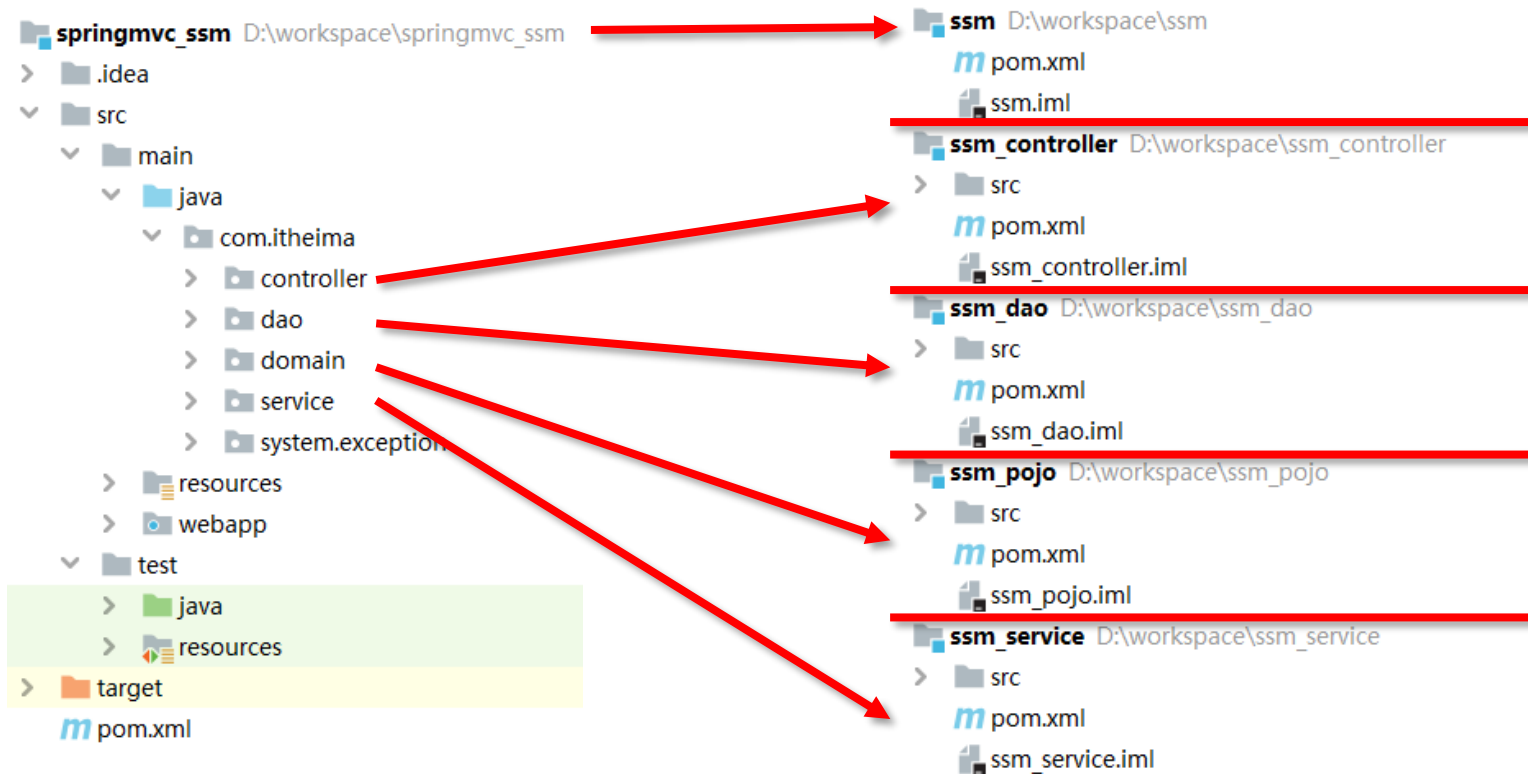 springmvc_ssm D:\workspace\springmvc_ssm
.idea
src
main
java
com.itheima
controller
dao
domain
service
system.exception
resources
webapp
test
java
resources
target
m pom.xml
ssm D:\workspace\ssm
m pom.xml
ssm.iml
ssm_controller D:\workspace\ssm_controller
src
m pom.xml
ssm_controller.iml
ssm_dao D:\workspace\ssm_dao
src
m pom.xml
ssm_dao.iml
ssm_pojo D:\workspace\ssm_pojo
src
m pom.xml
ssm_pojo.iml
ssm_service D:\workspace\ssm_service
src
m pom.xml
ssm_service.iml